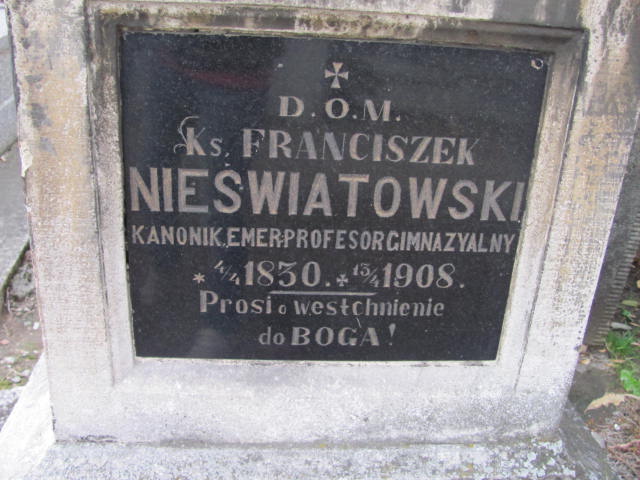 D.O.M.
Ks. FRANCISZEK
NIEŚWIATOWSKI
KANONIK, EMER. PROFESOR GIMNAZYALNY
* 4/4 1830. + 13/4 1908.
Prosi o westchnienie
do BOGA!